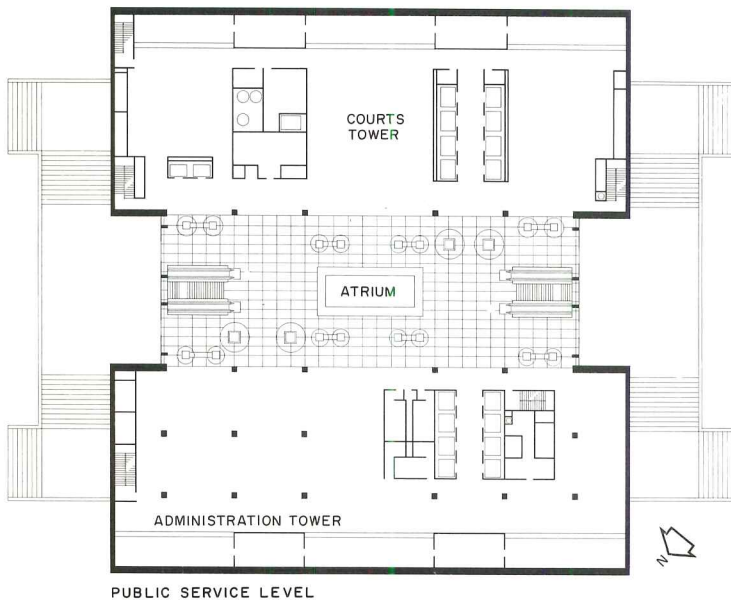 COURTS
TOWER
ATRIUM
ADMINISTRATION TOWER
N
PUBLIC SERVICE LEVEL